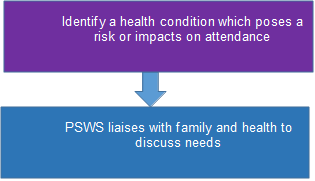 Identify a health condition which poses a
risk or impacts on attendance
PSWS liaises with family and health to
discuss needs